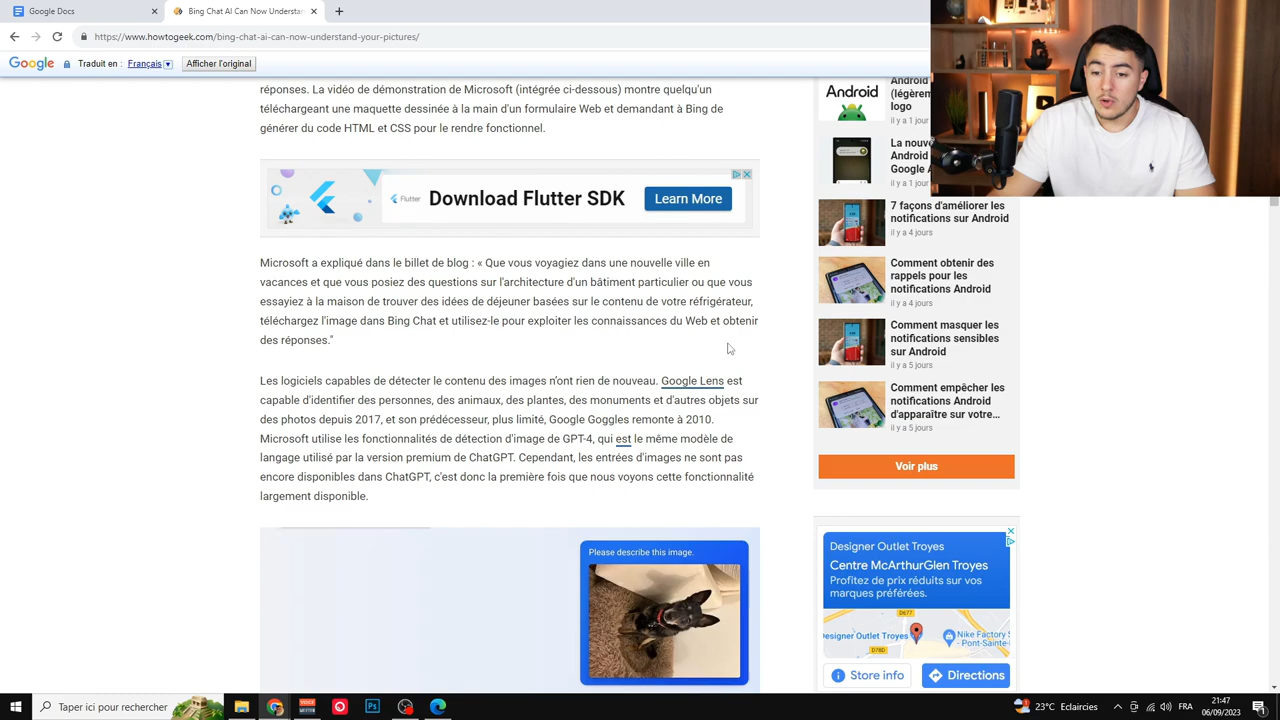 Google Docs
Bing Chat AI Can Now Understan
https://www.howtogeek.com/bing-chat-ai-can-now-understand-your-pictures/
Google Traduit en : Français Afficher l'original
réponses. La vidéo de démonstration de Microsoft (intégrée ci-dessous) montre quelqu'un
téléchargeant une maquette dessinée à la main d'un formulaire Web et demandant à Bing de
générer du code HTML et CSS pour le rendre fonctionnel.
Flutter Download Flutter SDK Learn More
Microsoft a expliqué dans le billet de blog : « Que vous voyagiez dans une nouvelle ville en
vacances et que vous posiez des questions sur l'architecture d'un bâtiment particulier ou que vous
essayiez à la maison de trouver des idées de déjeuner basées sur le contenu de votre réfrigérateur,
téléchargez l'image dans Bing Chat et utilisez-le pour exploiter les connaissances du Web et obtenir
des réponses."
Les logiciels capables de détecter le contenu des images n'ont rien de nouveau. Google Lens est
capable d'identifier des personnes, des animaux, des plantes, des monuments et d'autres objets sur
des photos depuis 2017, et son prédécesseur, plus limité, Google Goggles remonte à 2010.
Microsoft utilise les fonctionnalités de détection d'image de GPT-4, qui est le même modèle de
langage utilisé par la version premium de ChatGPT. Cependant, les entrées d'images ne sont pas
encore disponibles dans ChatGPT, c'est donc la première fois que nous voyons cette fonctionnalité
largement disponible.
Please describe this image.
Android
Android
(légèrem
logo
il y a 1 jour
La nouve
Android
Google A
il y a 1 jour
7 façons d'améliorer les
notifications sur Android
il y a 4 jours
Comment obtenir des
rappels pour les
notifications Android
il y a 4 jours
Comment masquer les
notifications sensibles
sur Android
il y a 5 jours
Comment empêcher les
notifications Android
d'apparaître sur votre...
il y a 5 jours
Voir plus
Designer Outlet Troyes
Centre McArthurGlen Troyes
Profitez de prix réduits sur vos
marques préférées.
D677
Designer Outlet Troyes
Nike Factory S
Pont-Sainte-
D78D
Store info
Directions
Taper ici pour rechercher
23°C Eclaircies
FRA
21:47
06/09/2023